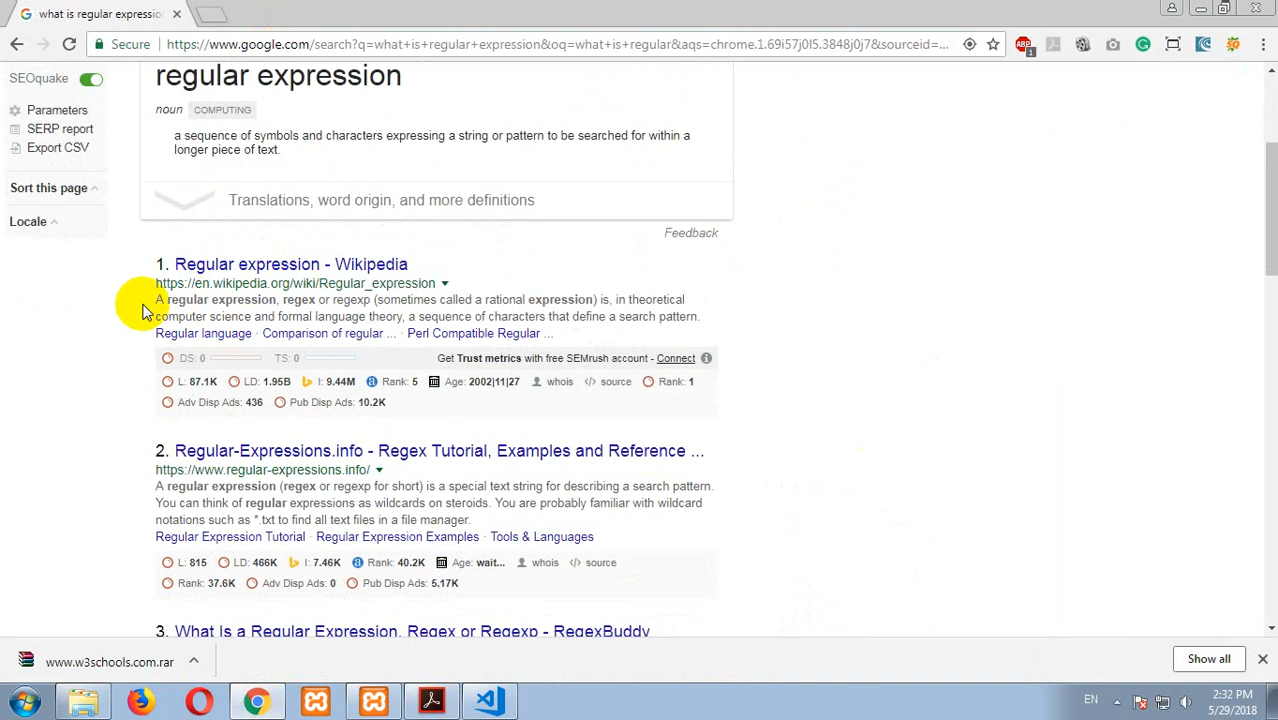 what is regular expressio
Secure
https://www.google.com/search?q=what+is+regular+expression&oq=what+is+regular&aqs=chrome.1.69i57j0l5.3848j0j7&sourceid=...
ABP
1
SEOquake
Parameters
SERP report
Export CSV
Sort this page
Locale
regular expression
noun COMPUTING
a sequence of symbols and characters expressing a string or pattern to be searched for within a
longer piece of text.
Translations, word origin, and more definitions
Feedback
1. Regular expression - Wikipedia
https://en.wikipedia.org/wiki/Regular_expression
A regular expression, regex or regexp (sometimes called a rational expression) is, in theoretical
computer science and formal language theory, a sequence of characters that define a search pattern.
Regular language · Comparison of regular ... · Perl Compatible Regular ...
DS: 0 TS: 0 Get Trust metrics with free SEMrush account - Connect
L: 87.1K LD: 1.95B I: 9.44M Rank: 5 Age: 2002|11|27 whois </> source Rank: 1
Adv Disp Ads: 436 Pub Disp Ads: 10.2K
2. Regular-Expressions.info - Regex Tutorial, Examples and Reference ...
https://www.regular-expressions.info/
A regular expression (regex or regexp for short) is a special text string for describing a search pattern.
You can think of regular expressions as wildcards on steroids. You are probably familiar with wildcard
notations such as *.txt to find all text files in a file manager.
Regular Expression Tutorial · Regular Expression Examples · Tools & Languages
L: 815 LD: 466K I: 7.46K Rank: 40.2K Age: wait... whois </> source
Rank: 37.6K Adv Disp Ads: 0 Pub Disp Ads: 5.17K
3. What Is a Regular Expression, Regex or Regexp - RegexBuddy
www.w3schools.com.rar
Show all
EN
2:32 PM
5/29/2018